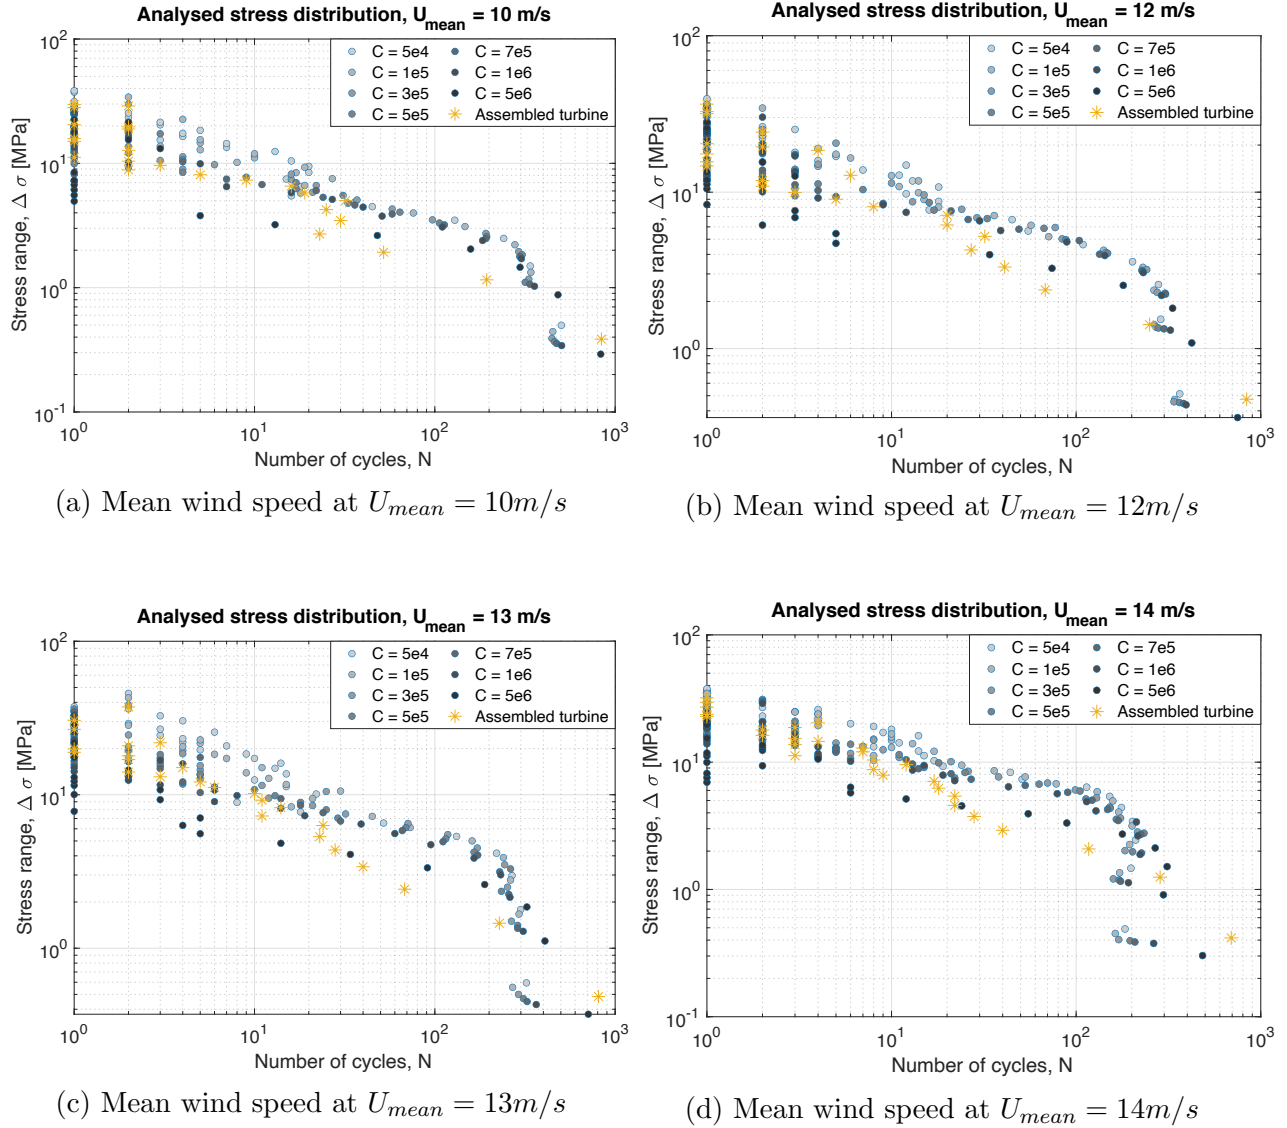 Analysed stress distribution, U_mean = 10 m/s
Stress range, Δ σ [MPa]
10^2
10^1
10^0
10^-1
C = 5e4
C = 1e5
C = 3e5
C = 5e5
C = 7e5
C = 1e6
C = 5e6
Assembled turbine
10^0 10^1 10^2 10^3
Number of cycles, N
(a) Mean wind speed at U_mean = 10m/s
Analysed stress distribution, U_mean = 12 m/s
Stress range, Δ σ [MPa]
10^2
10^1
10^0
C = 5e4
C = 1e5
C = 3e5
C = 5e5
C = 7e5
C = 1e6
C = 5e6
Assembled turbine
10^0 10^1 10^2 10^3
Number of cycles, N
(b) Mean wind speed at U_mean = 12m/s
Analysed stress distribution, U_mean = 13 m/s
Stress range, Δ σ [MPa]
10^2
10^1
10^0
C = 5e4
C = 1e5
C = 3e5
C = 5e5
C = 7e5
C = 1e6
C = 5e6
Assembled turbine
10^0 10^1 10^2 10^3
Number of cycles, N
(c) Mean wind speed at U_mean = 13m/s
Analysed stress distribution, U_mean = 14 m/s
Stress range, Δ σ [MPa]
10^2
10^1
10^0
10^-1
C = 5e4
C = 1e5
C = 3e5
C = 5e5
C = 7e5
C = 1e6
C = 5e6
Assembled turbine
10^0 10^1 10^2 10^3
Number of cycles, N
(d) Mean wind speed at U_mean = 14m/s